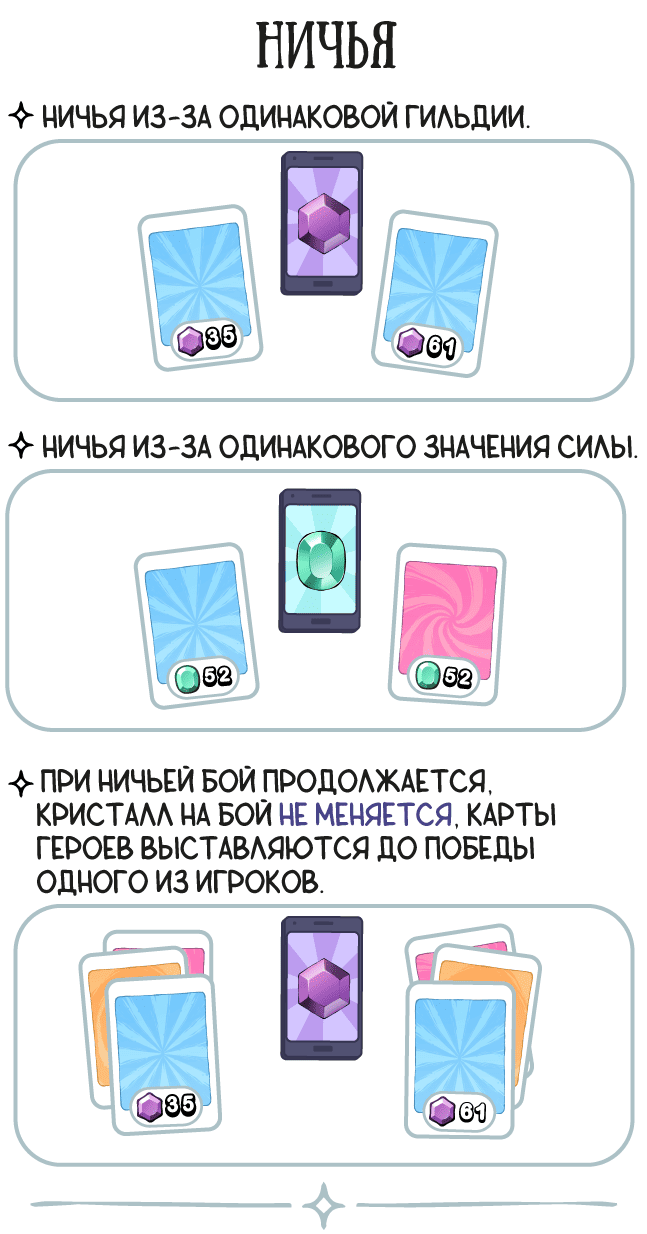 НИЧЬЯ
НИЧЬЯ ИЗ-ЗА ОДИНАКОВОЙ ГИЛЬДИИ.
35
61
НИЧЬЯ ИЗ-ЗА ОДИНАКОВОГО ЗНАЧЕНИЯ СИЛЫ.
52
52
ПРИ НИЧЬЕЙ БОЙ ПРОДОЛЖАЕТСЯ,
КРИСТАЛЛ НА БОЙ НЕ МЕНЯЕТСЯ, КАРТЫ
ГЕРОЕВ ВЫСТАВЛЯЮТСЯ ДО ПОБЕДЫ
ОДНОГО ИЗ ИГРОКОВ.
35
61